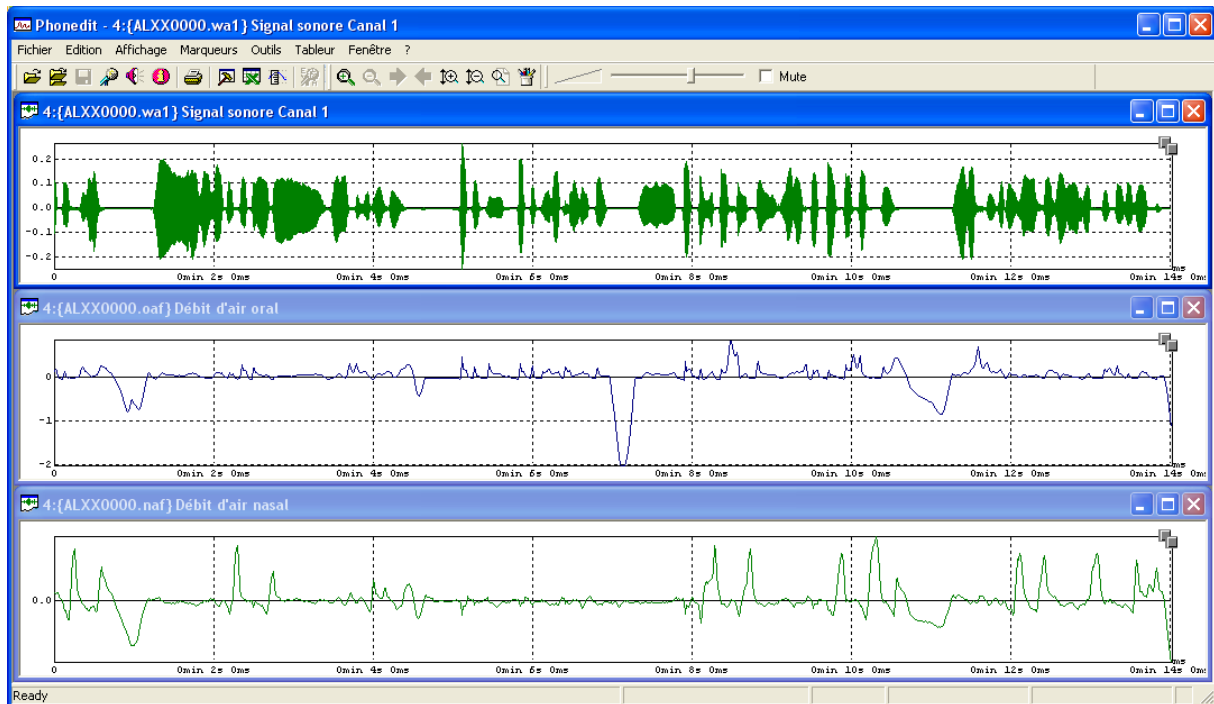 Phonedit - 4:{ALXX0000.wa1} Signal sonore Canal 1
Fichier Edition Affichage Marqueurs Outils Tableur Fenêtre ?
Mute
4:{ALXX0000.wa1} Signal sonore Canal 1
0.2
0.1
0.0
-0.1
-0.2
ms
0 0min 2s 0ms 0min 4s 0ms 0min 6s 0ms 0min 8s 0ms 0min 10s 0ms 0min 12s 0ms 0min 14s 0ms
4:{ALXX0000.oaf} Débit d'air oral
0
-1
-2
ms
0 0min 2s 0ms 0min 4s 0ms 0min 6s 0ms 0min 8s 0ms 0min 10s 0ms 0min 12s 0ms 0min 14s 0ms
4:{ALXX0000.naf} Débit d'air nasal
0.0
ms
0 0min 2s 0ms 0min 4s 0ms 0min 6s 0ms 0min 8s 0ms 0min 10s 0ms 0min 12s 0ms 0min 14s 0ms
Ready